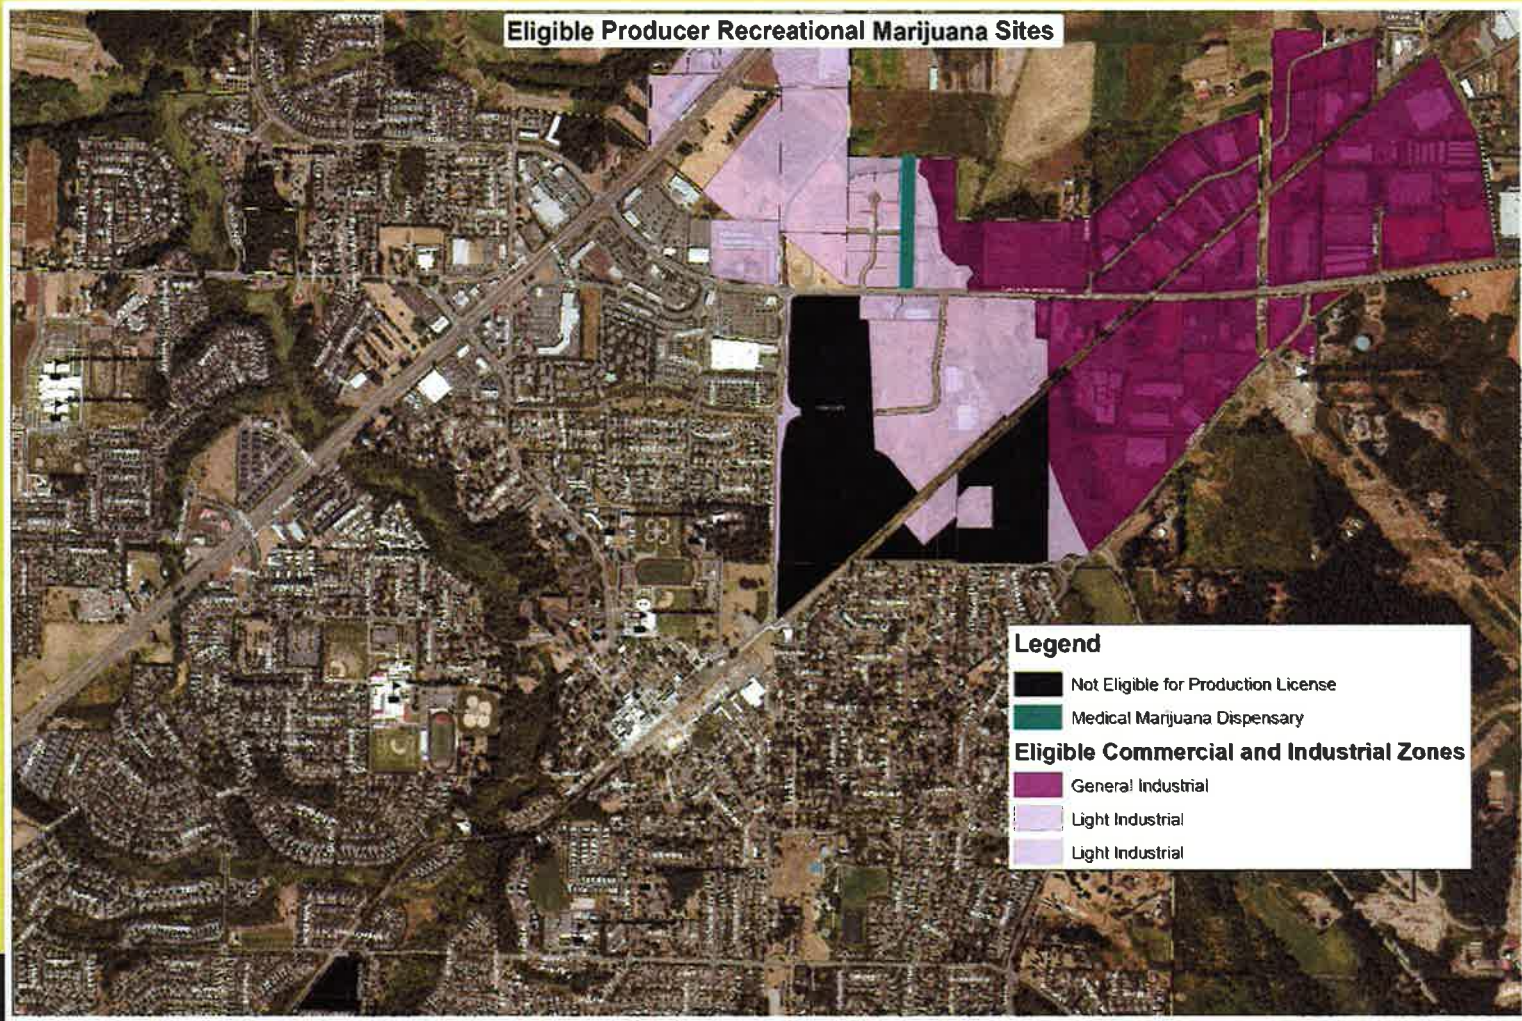 Eligible Producer Recreational Marijuana Sites
Legend
Not Eligible for Production License
Medical Marijuana Dispensary
Eligible Commercial and Industrial Zones
General Industrial
Light Industrial
Light Industrial